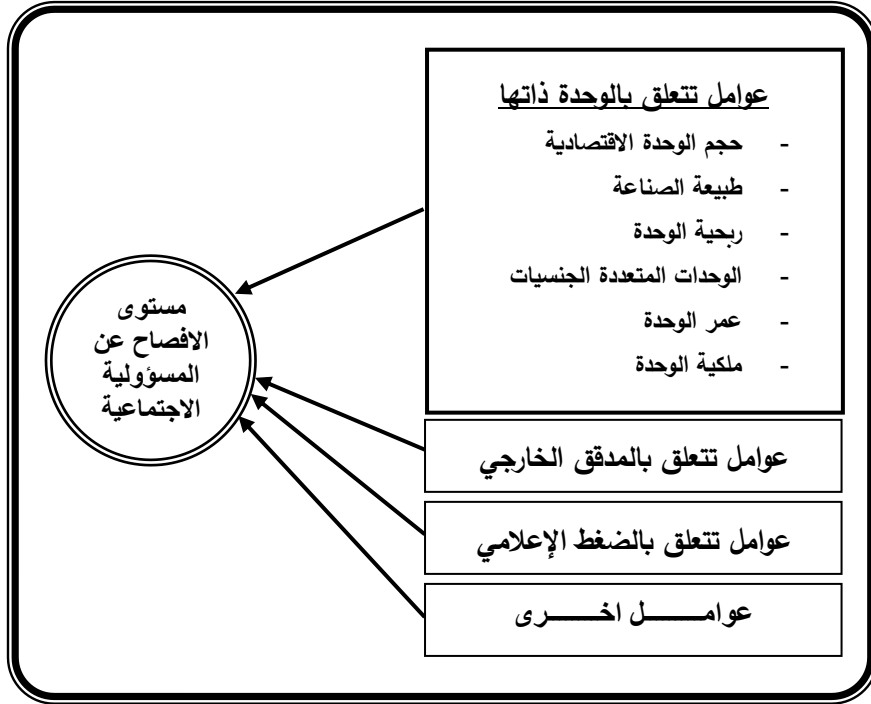 عوامل تتعلق بالوحدة ذاتها
- حجم الوحدة الاقتصادية
- طبيعة الصناعة
- ربحية الوحدة
- الوحدات المتعددة الجنسيات
- عمر الوحدة
- ملكية الوحدة
عوامل تتعلق بالمدقق الخارجي
عوامل تتعلق بالضغط الإعلامي
عوامـــــــل اخـــــــرى
مستوى
الافصاح عن
المسؤولية
الاجتماعية